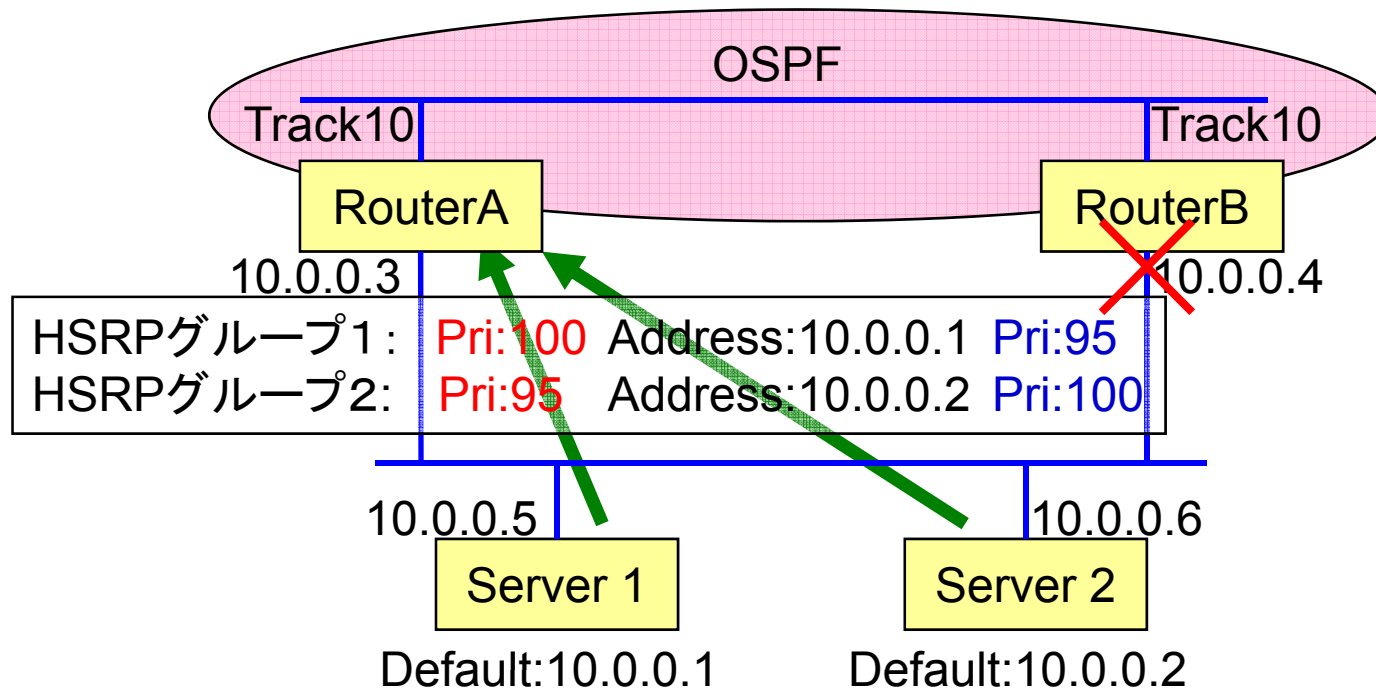 OSPF
Track10 Track10
RouterA RouterB
10.0.0.3 10.0.0.4
HSRPグループ１: Pri:100 Address:10.0.0.1 Pri:95
HSRPグループ２: Pri:95 Address:10.0.0.2 Pri:100
10.0.0.5 10.0.0.6
Server 1 Server 2
Default:10.0.0.1 Default:10.0.0.2